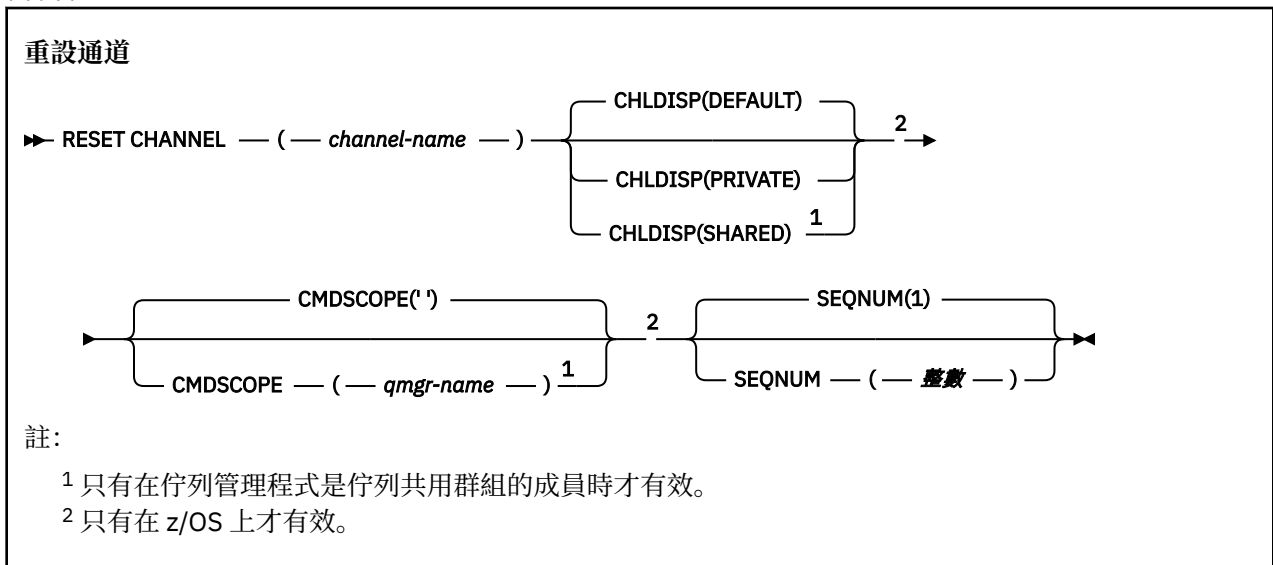 重設通道
CHLDISP(DEFAULT)
RESET CHANNEL ( channel-name ) 2
CHLDISP(PRIVATE)
CHLDISP(SHARED) 1
CMDSCOPE(' ') SEQNUM(1)
2
CMDSCOPE ( qmgr-name ) 1 SEQNUM ( 整數 )
註：
1 只有在佇列管理程式是佇列共用群組的成員時才有效。
2 只有在 z/OS 上才有效。